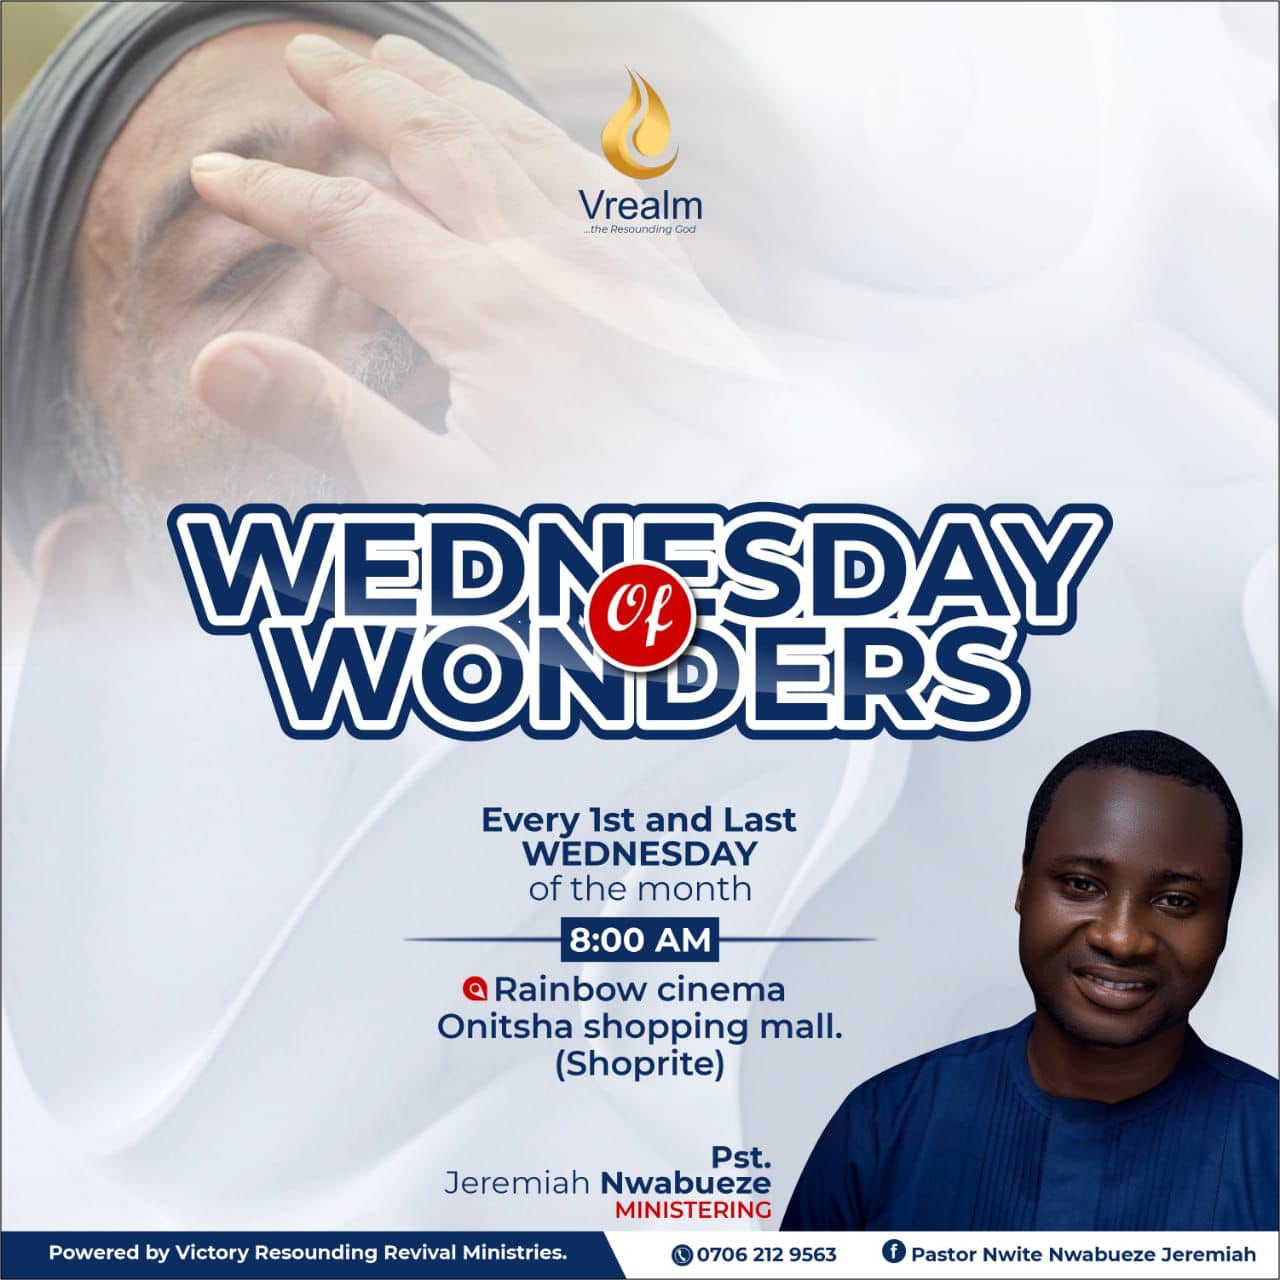 Vrealm
...the Resounding God
WEDNESDAY
Of
WONDERS
Every 1st and Last
WEDNESDAY
of the month
8:00 AM
Rainbow cinema
Onitsha shopping mall.
(Shoprite)
Pst.
Jeremiah Nwabueze
MINISTERING
Powered by Victory Resounding Revival Ministries.
0706 212 9563
Pastor Nwite Nwabueze Jeremiah